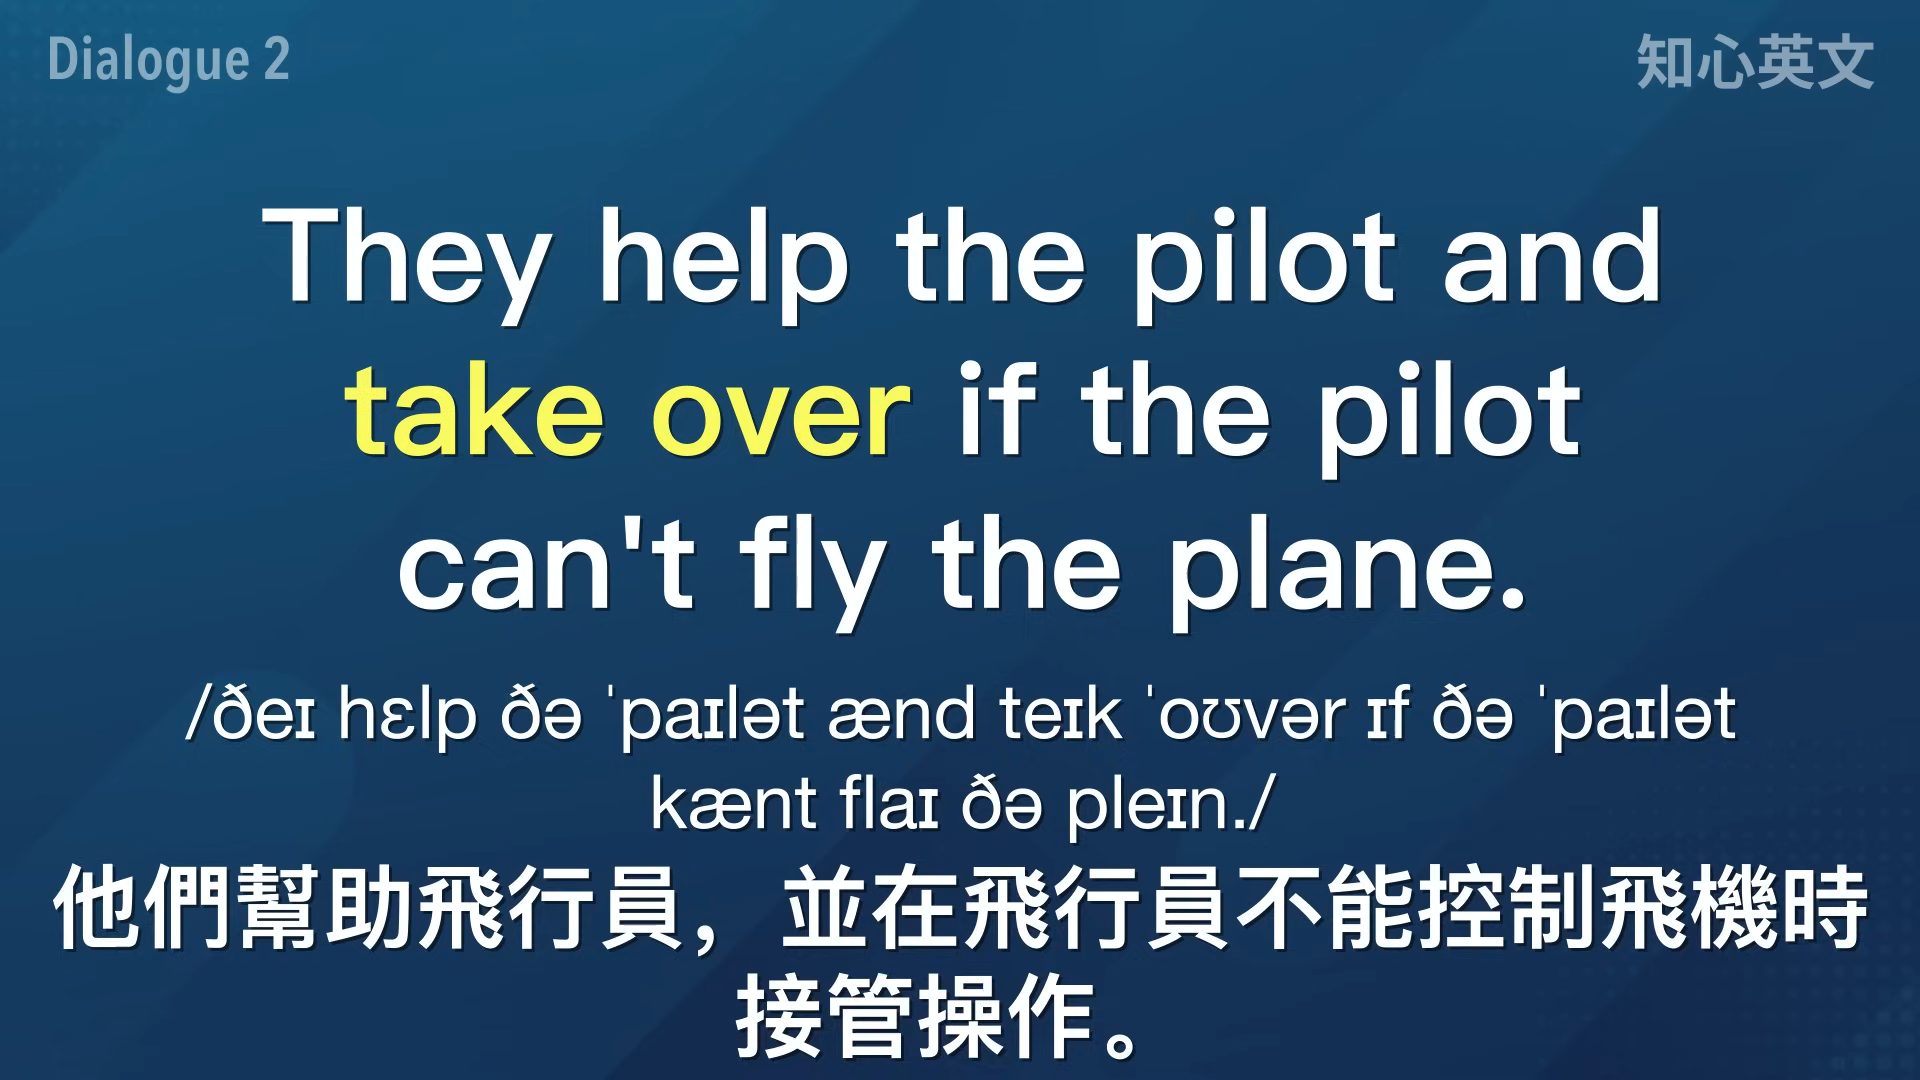 Dialogue 2
知心英文
They help the pilot and
take over if the pilot
can't fly the plane.
/ðeɪ hɛlp ðə ˈpaɪlət ænd teɪk ˈoʊvər ɪf ðə ˈpaɪlət
kænt flaɪ ðə pleɪn./
他們幫助飛行員，並在飛行員不能控制飛機時
接管操作。